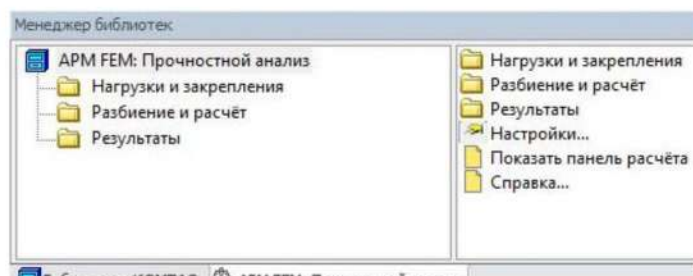 Менеджер библиотек
APM FEM: Прочностной анализ
Нагрузки и закрепления
Разбиение и расчёт
Результаты
Нагрузки и закрепления
Разбиение и расчёт
Результаты
Настройки...
Показать панель расчёта
Справка...